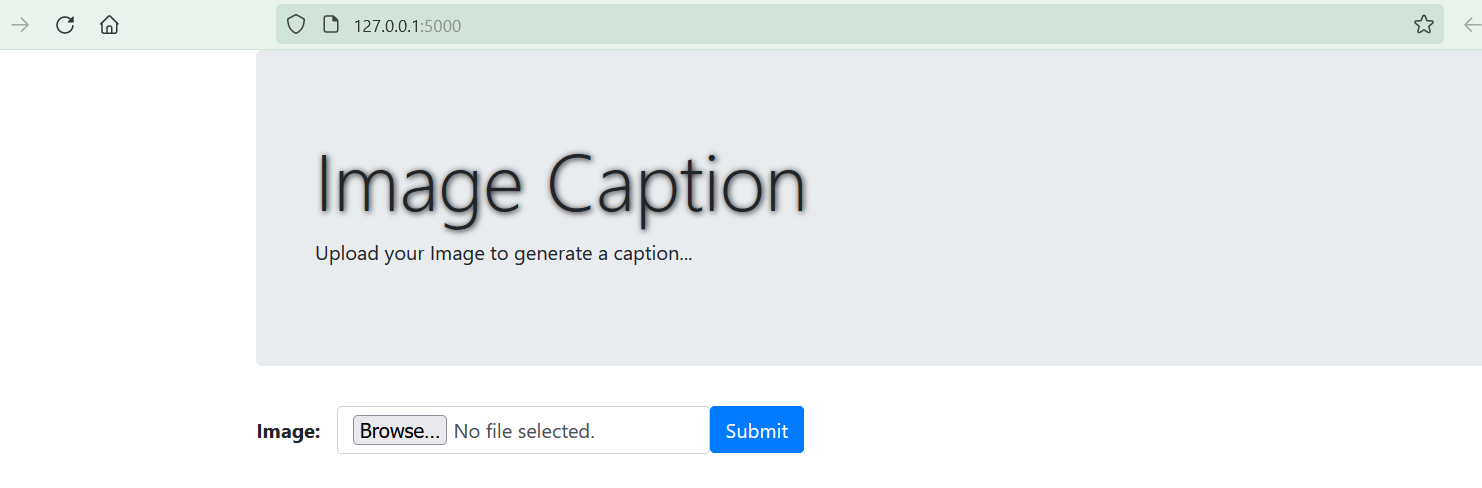 127.0.0.1:5000
Image Caption
Upload your Image to generate a caption...
Image: Browse... No file selected. Submit